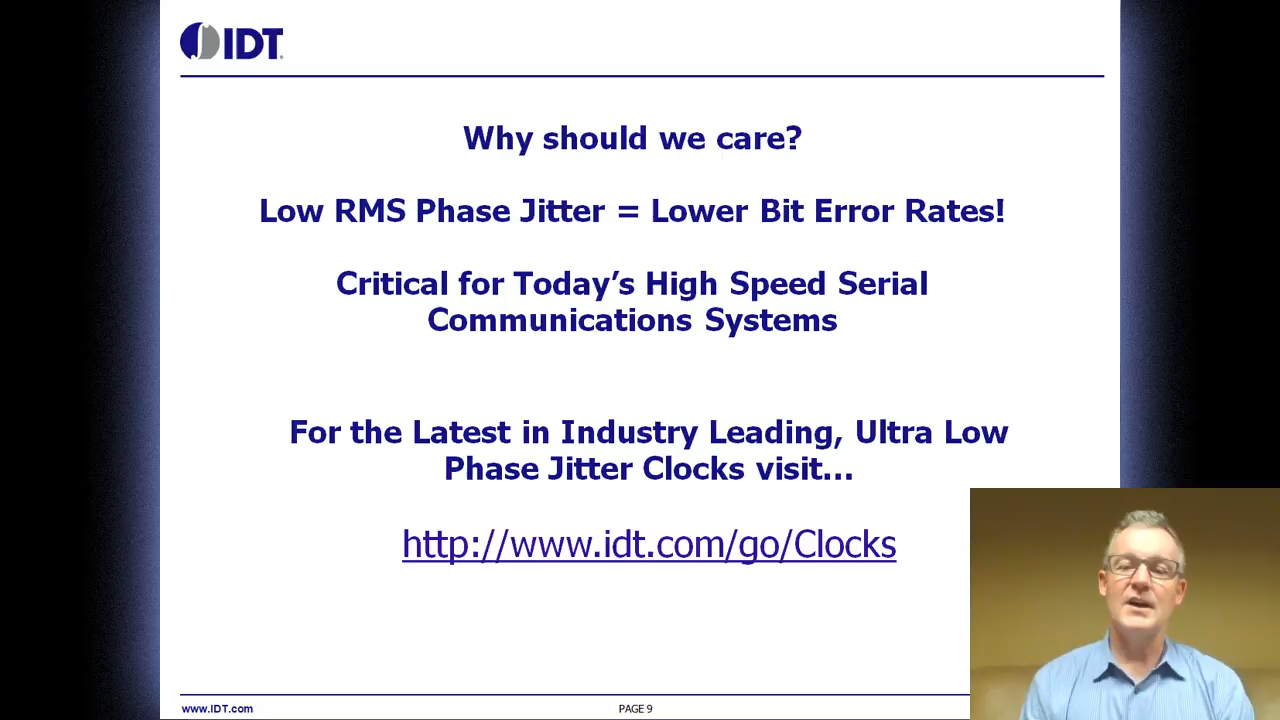 IDT
Why should we care?
Low RMS Phase Jitter = Lower Bit Error Rates!
Critical for Today’s High Speed Serial
Communications Systems
For the Latest in Industry Leading, Ultra Low
Phase Jitter Clocks visit…
http://www.idt.com/go/Clocks
www.IDT.com
PAGE 9